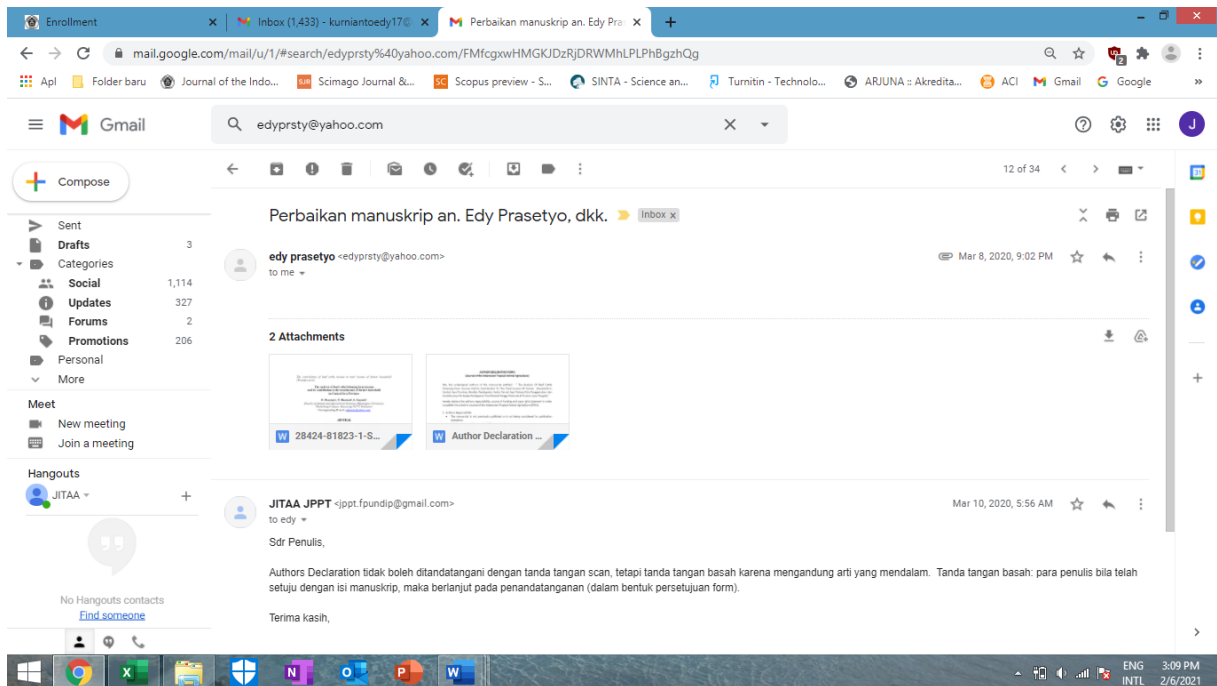 Enrollment
Inbox (1,433) - kurniantoedy17@
Perbaikan manuskrip an. Edy Pra
mail.google.com/mail/u/1/#search/edyprsty%40yahoo.com/FMfcgxwHMGKJDzRjDRWMhLPLPhBgzhQg
2
Apl
Folder baru
Journal of the Indo...
SJR
Scimago Journal &...
SC
Scopus preview - S...
SINTA - Science an...
Turnitin - Technolo...
ARJUNA :: Akredita...
ACI
Gmail
Google
»
Gmail
edyprsty@yahoo.com
J
Compose
12 of 34
31
Sent
Drafts 3
Categories
Social 1,114
Updates 327
Forums 2
Promotions 206
Personal
More
Meet
New meeting
Join a meeting
Hangouts
JITAA
No Hangouts contacts
Find someone
Perbaikan manuskrip an. Edy Prasetyo, dkk.
Inbox x
edy prasetyo <edyprsty@yahoo.com>
Mar 8, 2020, 9:02 PM
to me
2 Attachments
W 28424-81823-1-S...
W Author Declaration ...
JITAA JPPT <jppt.fpundip@gmail.com>
Mar 10, 2020, 5:56 AM
to edy
Sdr Penulis,
Authors Declaration tidak boleh ditandatangani dengan tanda tangan scan, tetapi tanda tangan basah karena mengandung arti yang mendalam. Tanda tangan basah: para penulis bila telah
setuju dengan isi manuskrip, maka berlanjut pada penandatanganan (dalam bentuk persetujuan form).
Terima kasih,
ENG 3:09 PM
INTL 2/6/2021